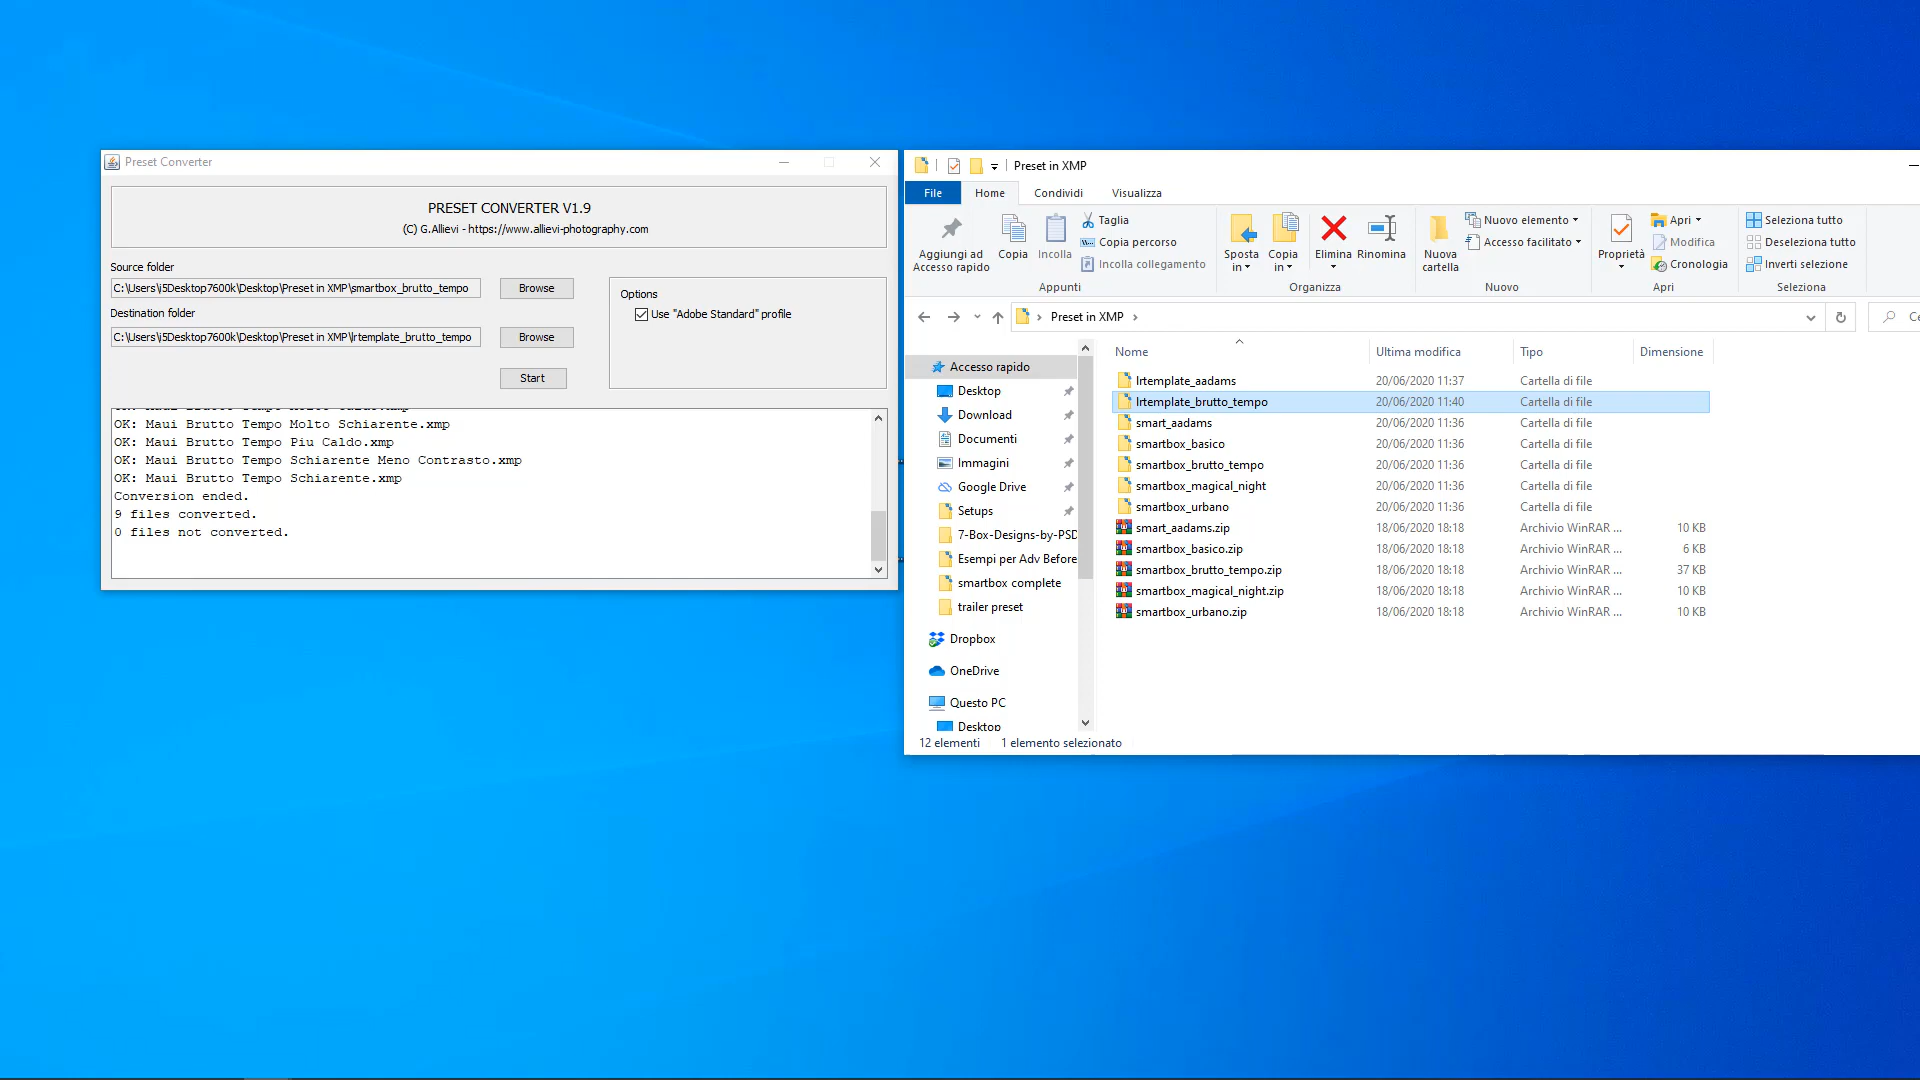 Preset Converter
PRESET CONVERTER V1.9
(C) G.Allievi - https://www.allievi-photography.com
Source folder
C:\Users\i5Desktop7600k\Desktop\Preset in XMP\smartbox_brutto_tempo
Browse
Destination folder
C:\Users\i5Desktop7600k\Desktop\Preset in XMP\lrtemplate_brutto_tempo
Browse
Start
Options
Use "Adobe Standard" profile
OK: Maui Brutto Tempo Molto Schiarente.xmp
OK: Maui Brutto Tempo Piu Caldo.xmp
OK: Maui Brutto Tempo Schiarente Meno Contrasto.xmp
OK: Maui Brutto Tempo Schiarente.xmp
Conversion ended.
9 files converted.
0 files not converted.
Preset in XMP
File Home Condividi Visualizza
Aggiungi ad
Accesso rapido
Copia
Incolla
Taglia
Copia percorso
Incolla collegamento
Appunti
Sposta
in
Copia
in
Elimina
Rinomina
Organizza
Nuova
cartella
Nuovo elemento
Accesso facilitato
Nuovo
Proprietà
Apri
Modifica
Cronologia
Apri
Seleziona tutto
Deseleziona tutto
Inverti selezione
Seleziona
Preset in XMP
Ce
Accesso rapido
Desktop
Download
Documenti
Immagini
Google Drive
Setups
7-Box-Designs-by-PSD
Esempi per Adv Before
smartbox complete
trailer preset
Dropbox
OneDrive
Questo PC
Desktop
Nome Ultima modifica Tipo Dimensione
lrtemplate_aadams 20/06/2020 11:37 Cartella di file
lrtemplate_brutto_tempo 20/06/2020 11:40 Cartella di file
smart_aadams 20/06/2020 11:36 Cartella di file
smartbox_basico 20/06/2020 11:36 Cartella di file
smartbox_brutto_tempo 20/06/2020 11:36 Cartella di file
smartbox_magical_night 20/06/2020 11:36 Cartella di file
smartbox_urbano 20/06/2020 11:36 Cartella di file
smart_aadams.zip 18/06/2020 18:18 Archivio WinRAR ... 10 KB
smartbox_basico.zip 18/06/2020 18:18 Archivio WinRAR ... 6 KB
smartbox_brutto_tempo.zip 18/06/2020 18:18 Archivio WinRAR ... 37 KB
smartbox_magical_night.zip 18/06/2020 18:18 Archivio WinRAR ... 10 KB
smartbox_urbano.zip 18/06/2020 18:18 Archivio WinRAR ... 10 KB
12 elementi 1 elemento selezionato